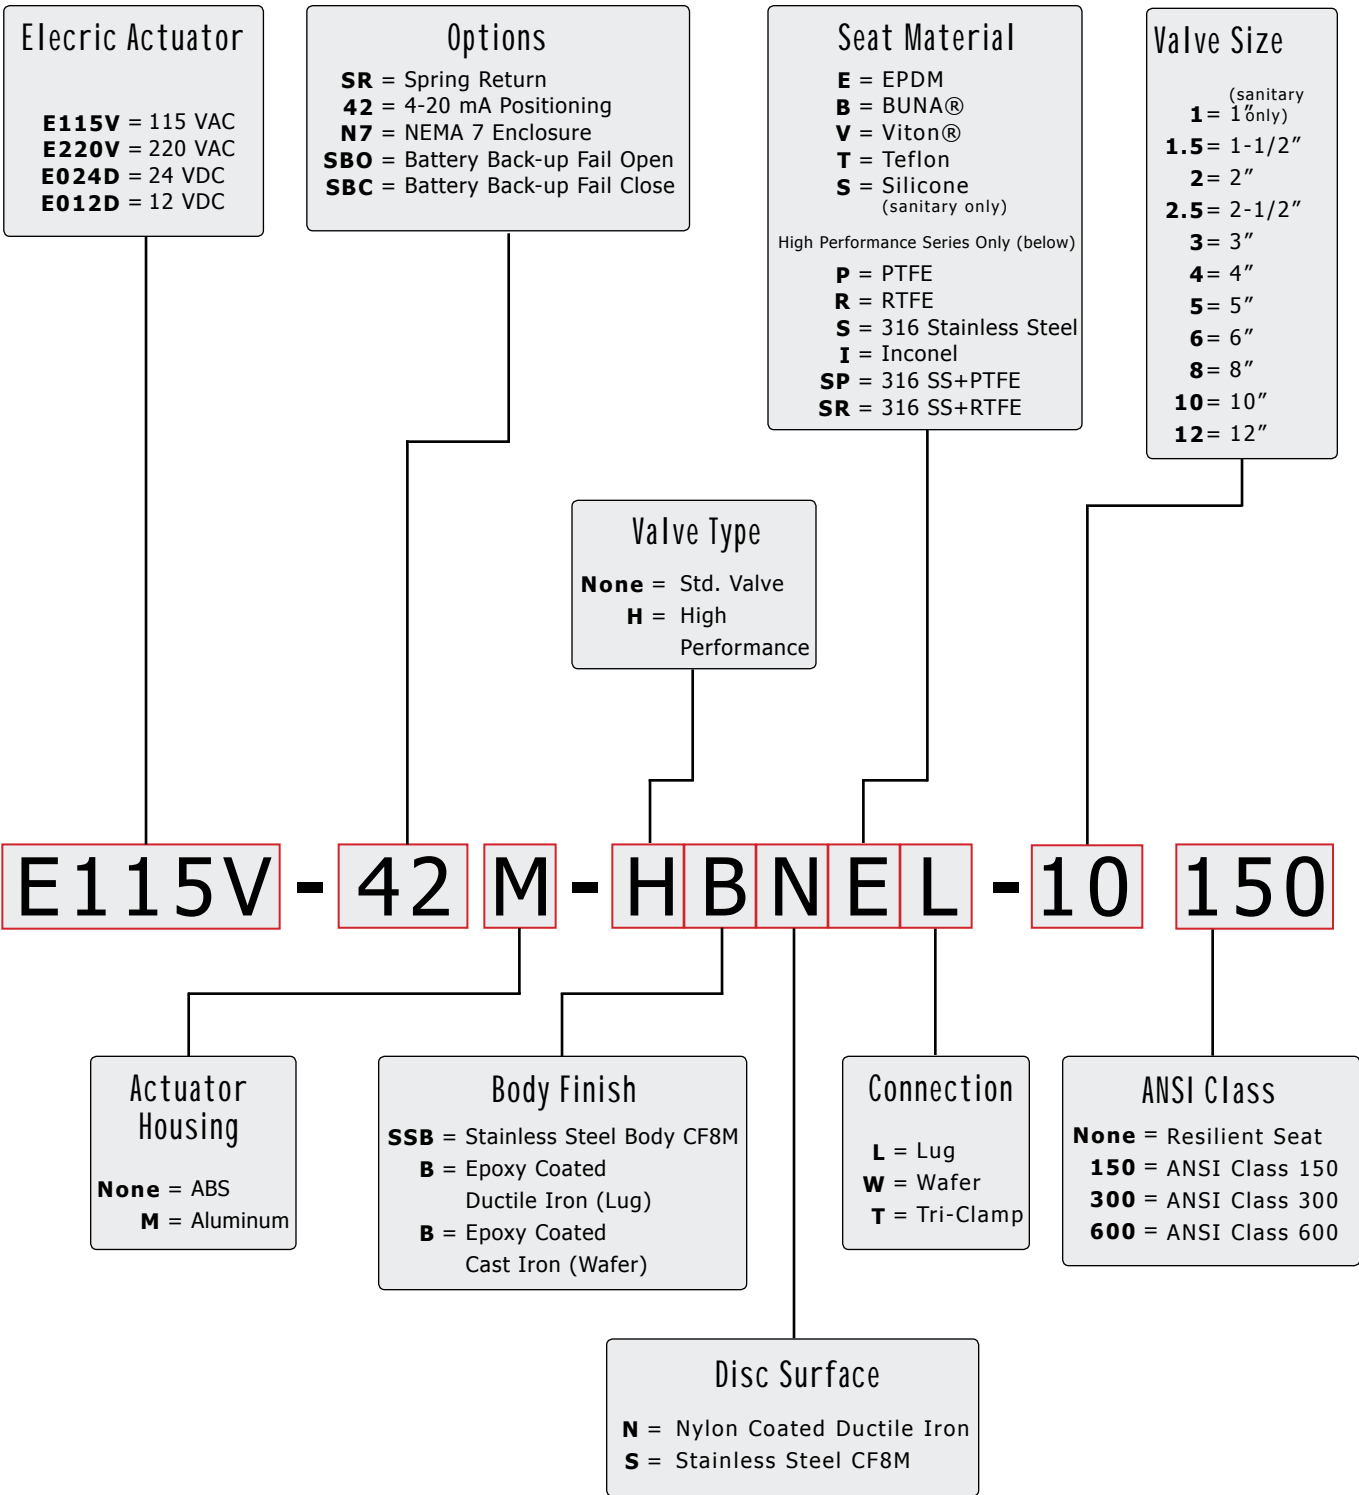 Elecric Actuator
E115V = 115 VAC
E220V = 220 VAC
E024D = 24 VDC
E012D = 12 VDC
Options
SR = Spring Return
42 = 4-20 mA Positioning
N7 = NEMA 7 Enclosure
SBO = Battery Back-up Fail Open
SBC = Battery Back-up Fail Close
Seat Material
E = EPDM
B = BUNA®
V = Viton®
T = Teflon
S = Silicone
(sanitary only)
High Performance Series Only (below)
P = PTFE
R = RTFE
S = 316 Stainless Steel
I = Inconel
SP = 316 SS+PTFE
SR = 316 SS+RTFE
Valve Size
1= 1″ (sanitary only)
1.5= 1-1/2″
2= 2″
2.5= 2-1/2″
3= 3″
4= 4″
5= 5″
6= 6″
8= 8″
10= 10″
12= 12″
Valve Type
None = Std. Valve
H = High
Performance
E115V - 42 M - H B N E L - 10 150
Actuator
Housing
None = ABS
M = Aluminum
Body Finish
SSB = Stainless Steel Body CF8M
B = Epoxy Coated
Ductile Iron (Lug)
B = Epoxy Coated
Cast Iron (Wafer)
Connection
L = Lug
W = Wafer
T = Tri-Clamp
ANSI Class
None = Resilient Seat
150 = ANSI Class 150
300 = ANSI Class 300
600 = ANSI Class 600
Disc Surface
N = Nylon Coated Ductile Iron
S = Stainless Steel CF8M